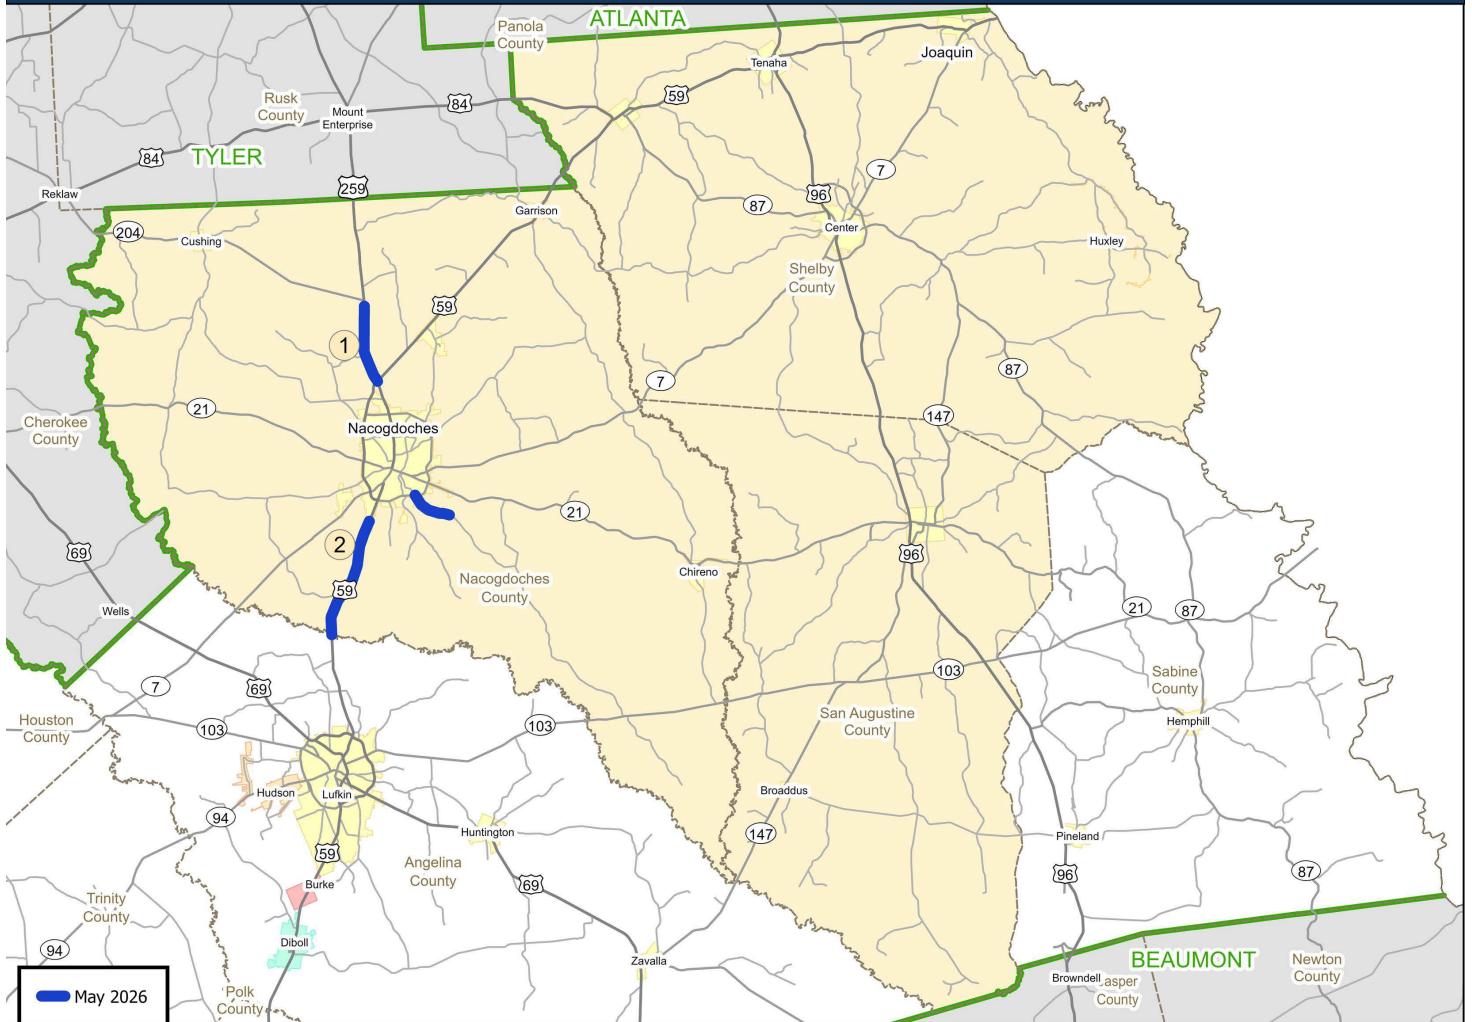 ATLANTA
Panola
County
Joaquin
Tenaha
59
84
Rusk
County
Mount
Enterprise
84
TYLER
259
Reklaw
7
96
87
Garrison
204
Cushing
Center
Huxley
Shelby
County
59
1
7
87
21
147
Cherokee
County
Nacogdoches
21
2
69
96
Chireno
Nacogdoches
County
59
Wells
21
87
103
Sabine
County
7
69
Houston
County
103
103
San Augustine
County
Hemphill
Hudson
Lufkin
Broaddus
94
Huntington
147
Pineland
59
Angelina
County
Burke
69
96
87
Trinity
County
94
Diboll
Zavalla
BEAUMONT
Newton
County
Browndell
asper
County
Polk
County
May 2026